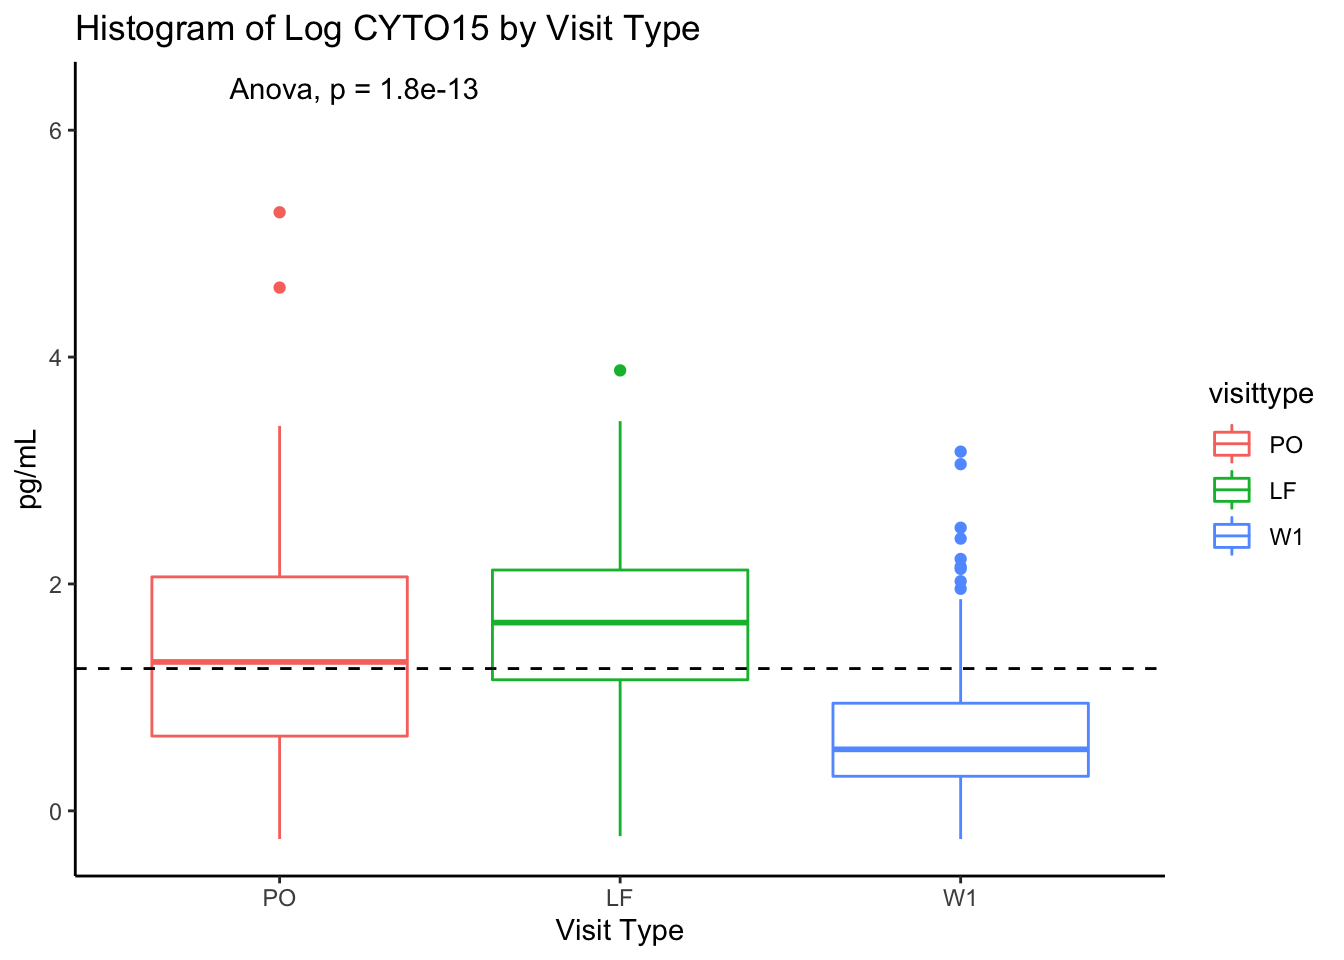 Histogram of Log CYTO15 by Visit Type
Anova, p = 1.8e-13
6
4
2
0
pg/mL
PO
LF
W1
Visit Type
visittype
PO
LF
W1